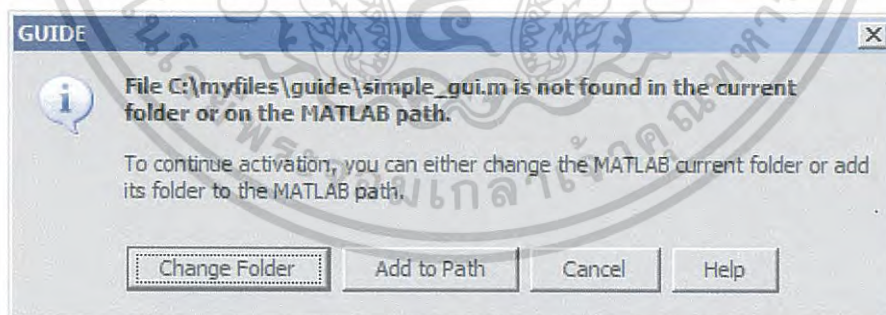 GUIDE
File C:\myfiles\guide\simple_gui.m is not found in the current
folder or on the MATLAB path.
To continue activation, you can either change the MATLAB current folder or add
its folder to the MATLAB path.
Change Folder
Add to Path
Cancel
Help